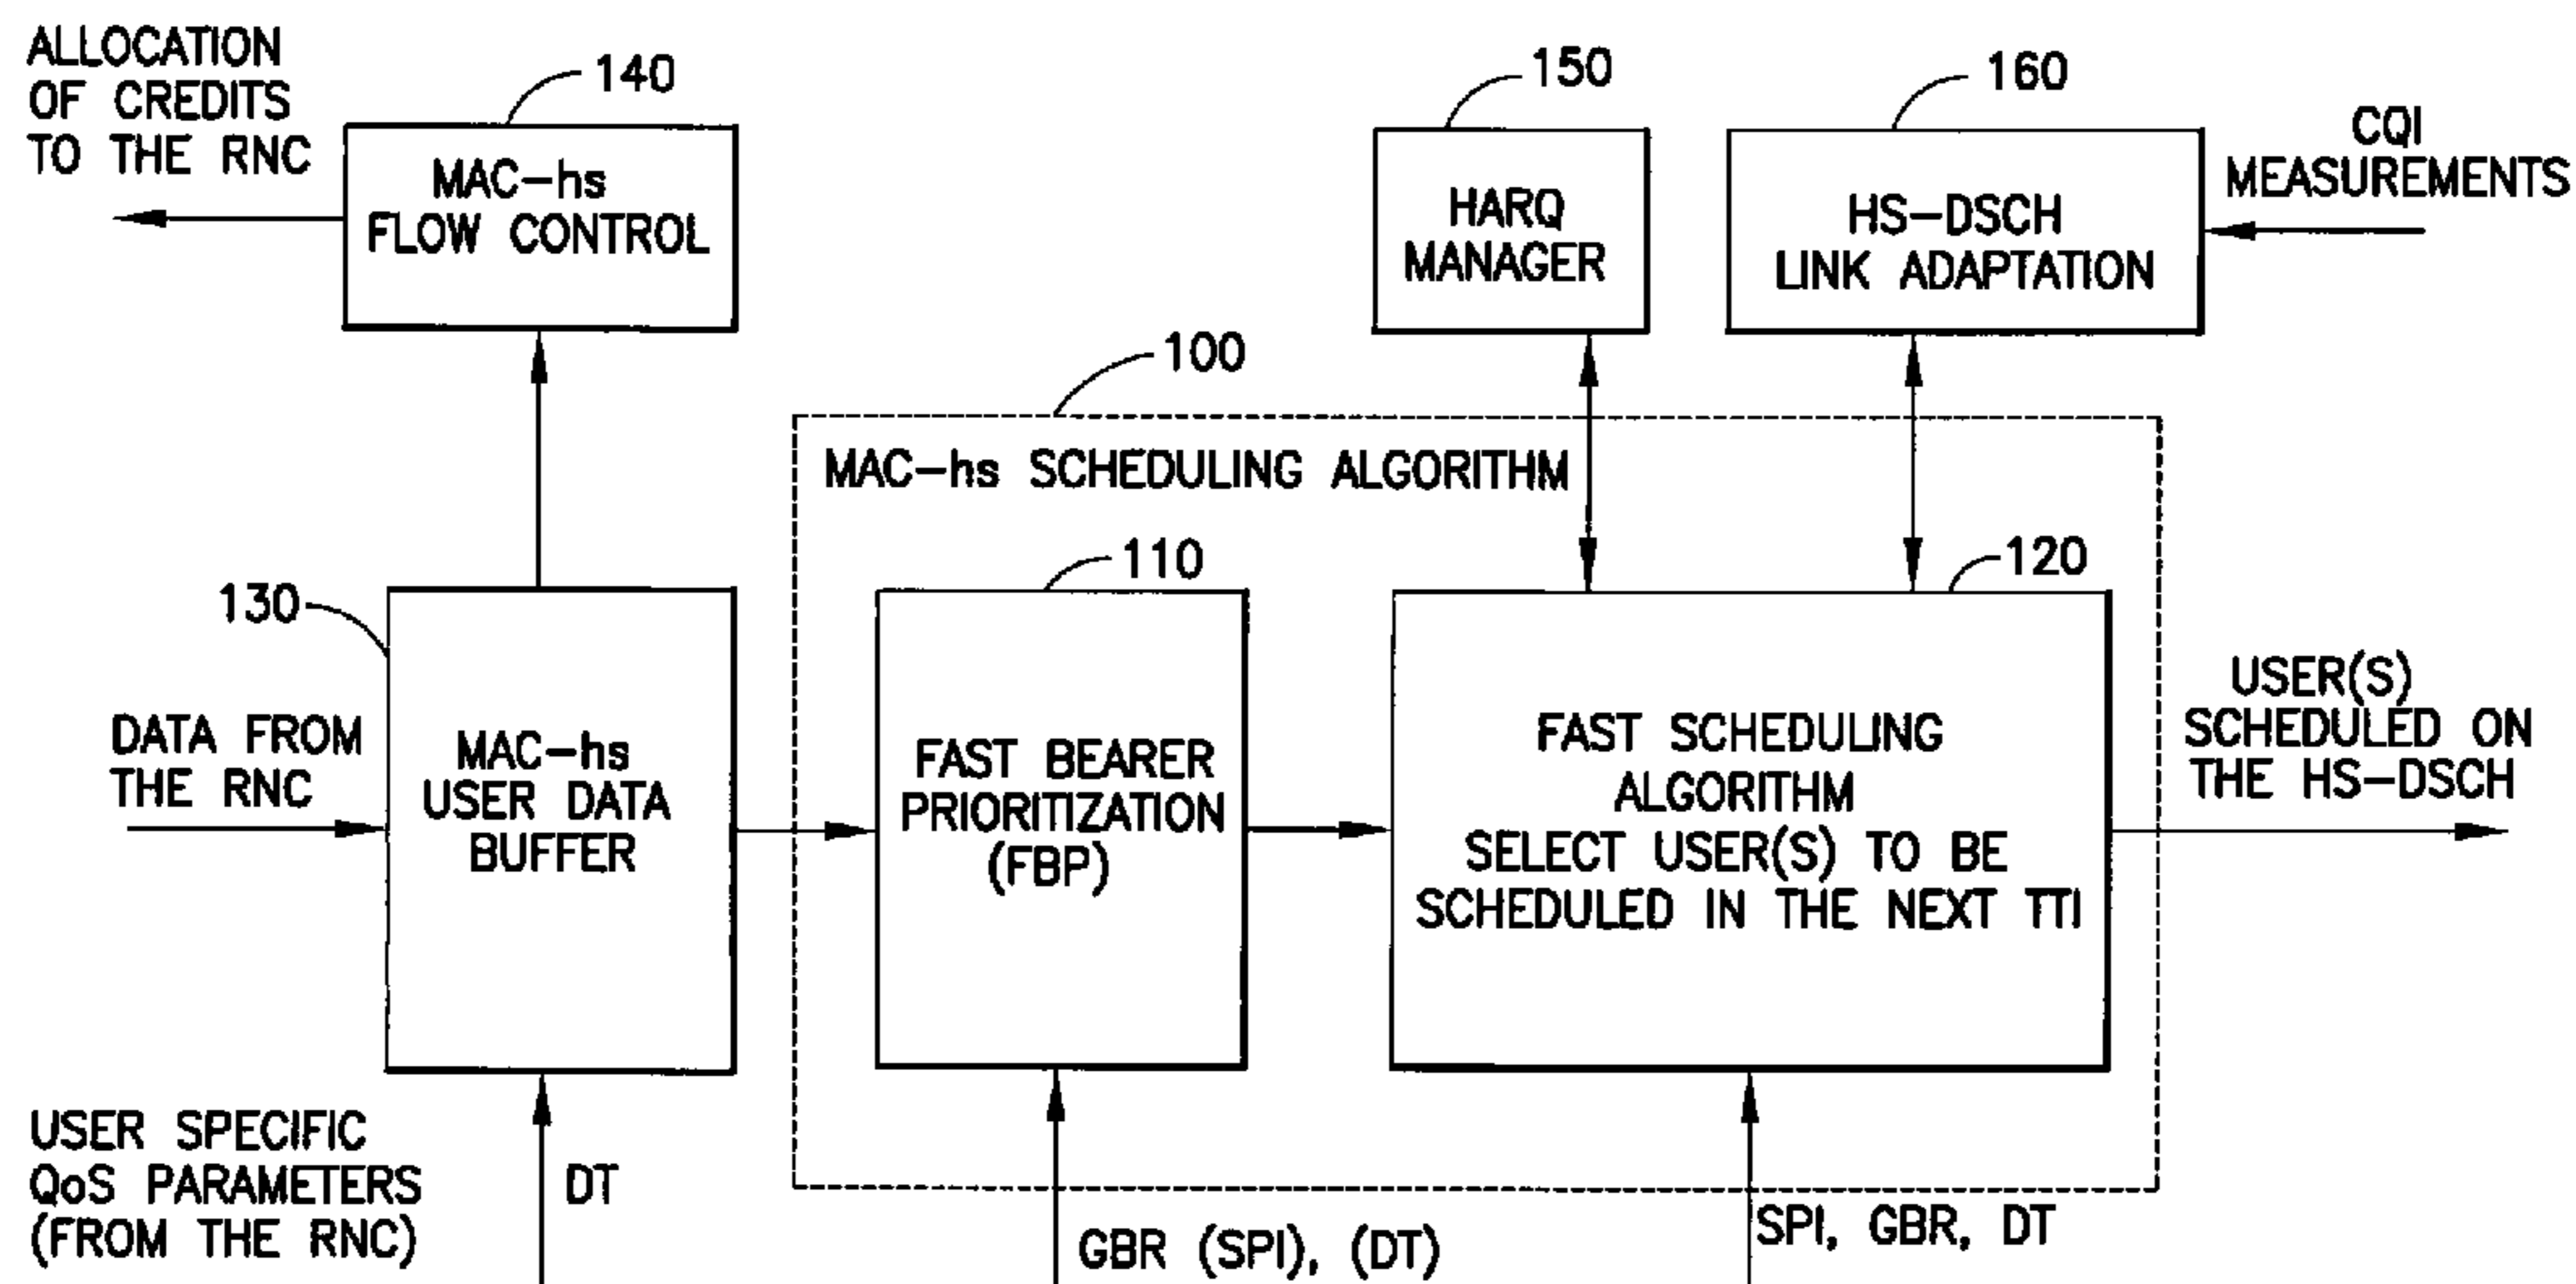 ALLOCATION
OF CREDITS
TO THE RNC
140
MAC-hs
FLOW CONTROL
150
HARQ
MANAGER
160
HS-DSCH
LINK ADAPTATION
CQI
MEASUREMENTS
100
MAC-hs SCHEDULING ALGORITHM
130
DATA FROM
THE RNC
MAC-hs
USER DATA
BUFFER
110
FAST BEARER
PRIORITIZATION
(FBP)
120
FAST SCHEDULING
ALGORITHM
SELECT USER(S) TO BE
SCHEDULED IN THE NEXT TTI
USER(S)
SCHEDULED ON
THE HS-DSCH
USER SPECIFIC
QoS PARAMETERS
(FROM THE RNC)
DT
GBR (SPI), (DT)
SPI, GBR, DT